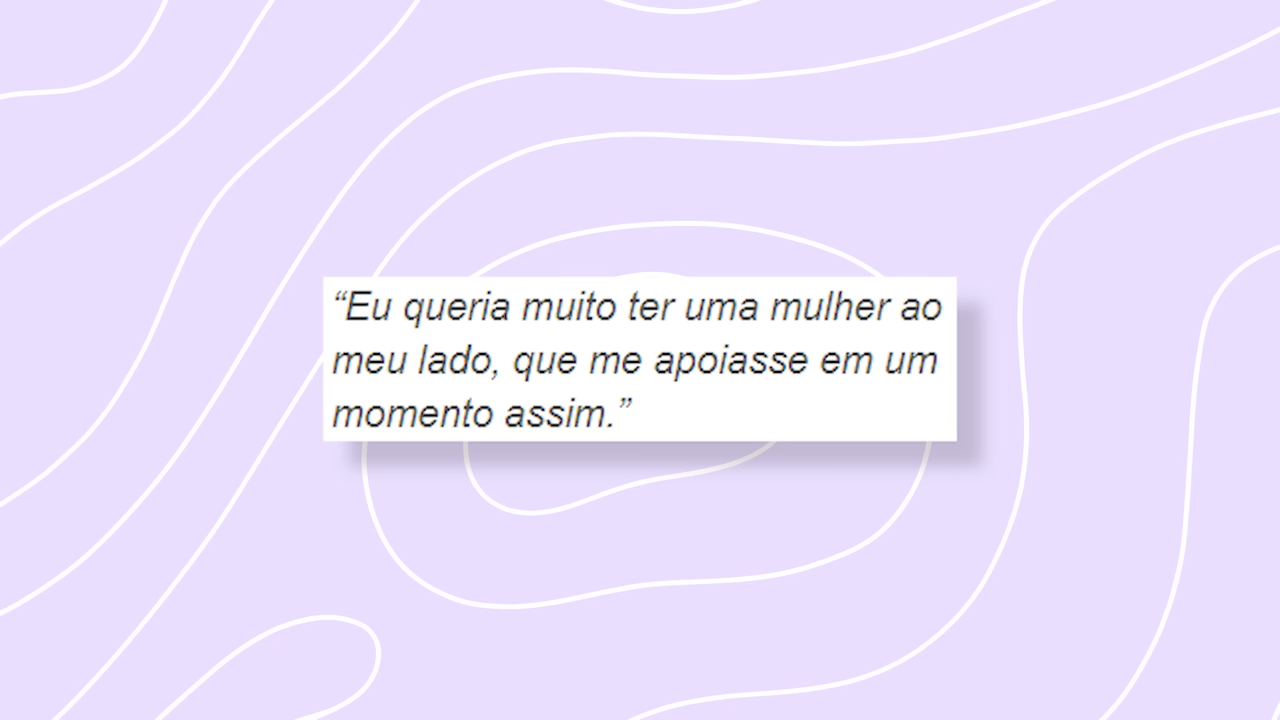 “Eu queria muito ter uma mulher ao
meu lado, que me apoiasse em um
momento assim.”